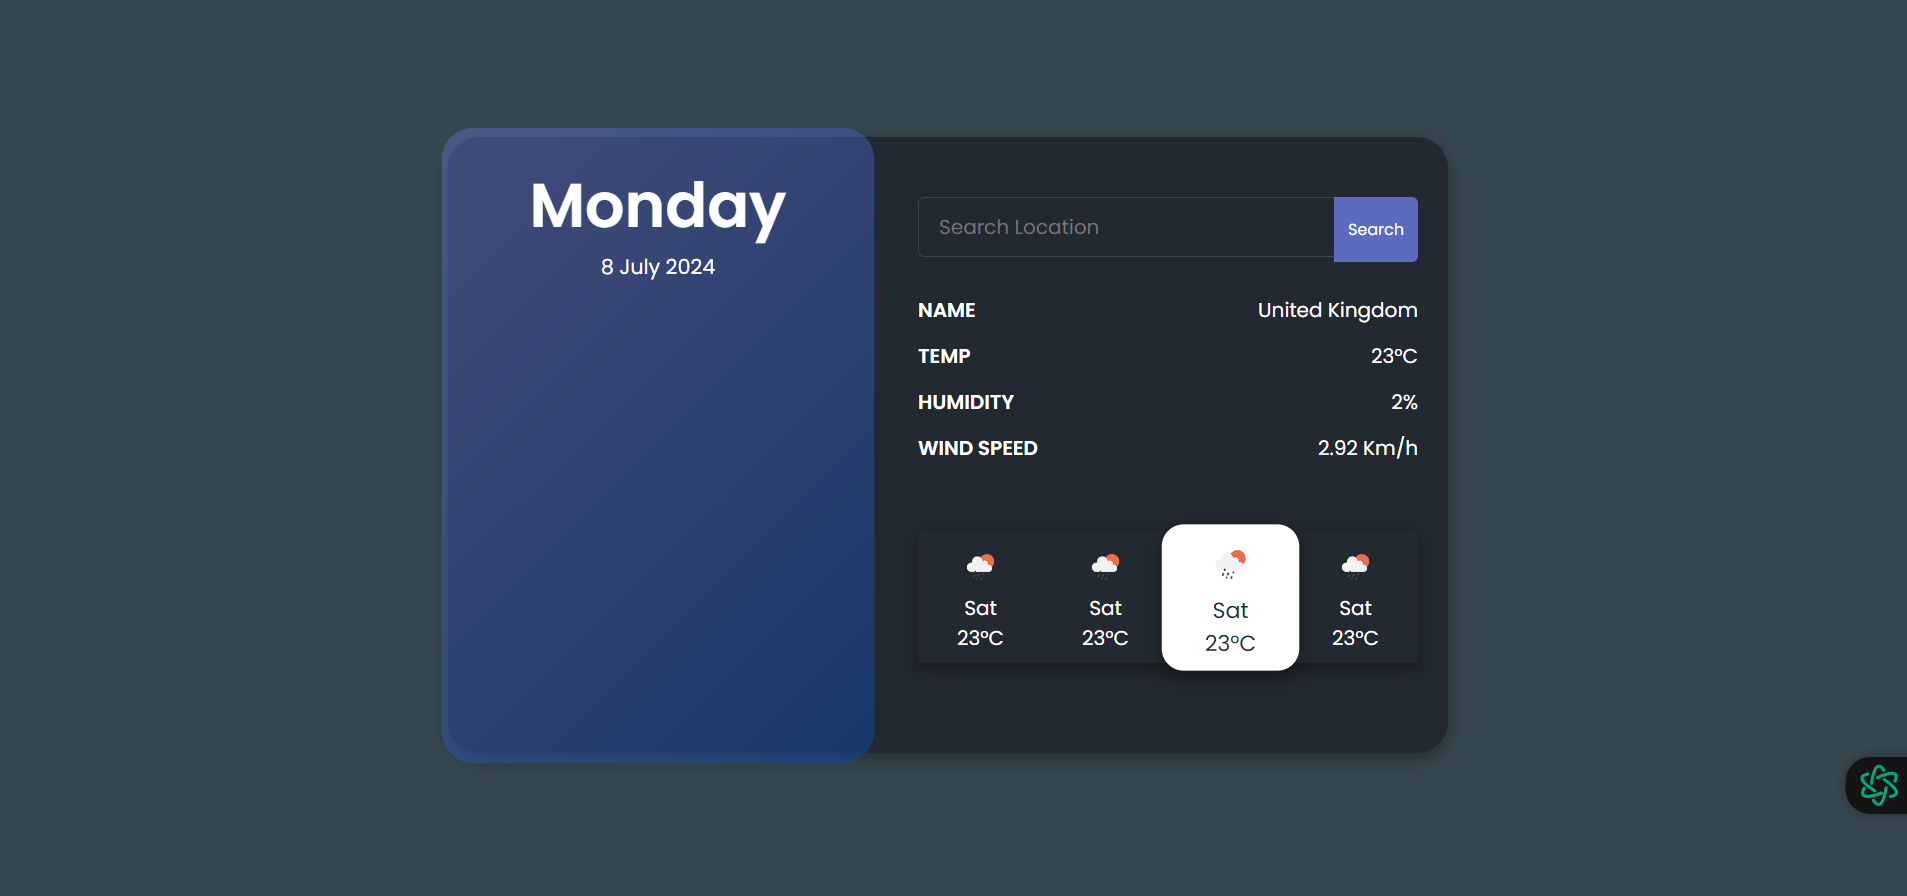 Monday
8 July 2024
Search Location
Search
NAME United Kingdom
TEMP 23°C
HUMIDITY 2%
WIND SPEED 2.92 Km/h
Sat Sat Sat Sat
23°C 23°C 23°C 23°C